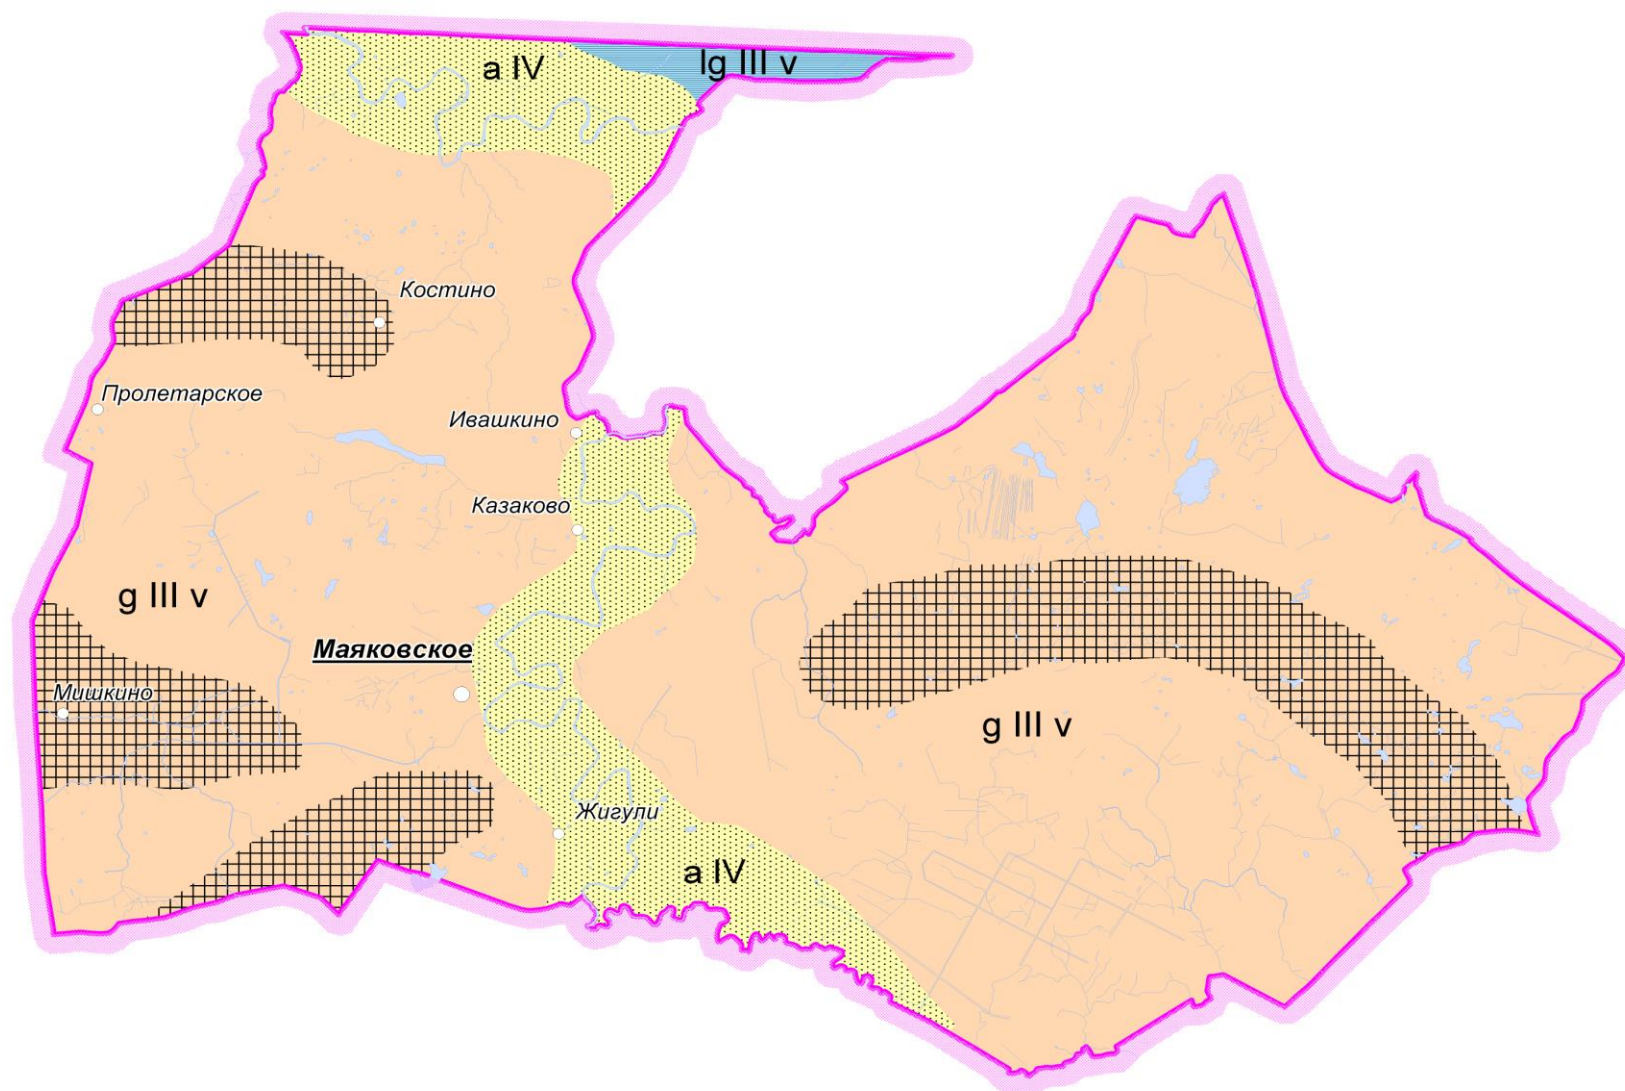 a IV
lg III v
Костино
Пролетарское
Ивашкино
Казаково
g III v
Маяковское
Мишкино
g III v
Жигули
a IV